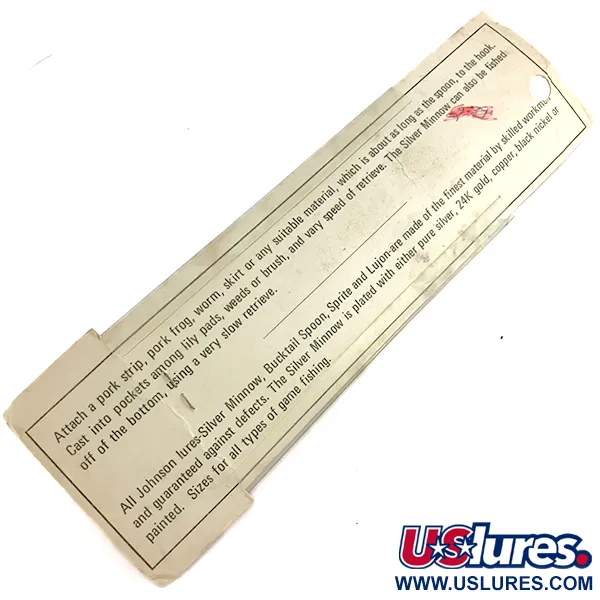 Attach a pork strip, pork frog, worm, skirt or any suitable material, which is about as long as the spoon, to the hook.
Cast into pockets among lily pads, weeds or brush, and vary speed of retrieve. The Silver Minnow can also be fished
off of the bottom, using a very slow retrieve.
All Johnson lures-Silver Minnow, Bucktail Spoon, Sprite and Lujon-are made of the finest material by skilled workmen
and guaranteed against defects. The Silver Minnow is plated with either pure silver, 24K gold, copper, black nickel or
painted. Sizes for all types of game fishing.
USlures.
WWW.USLURES.COM